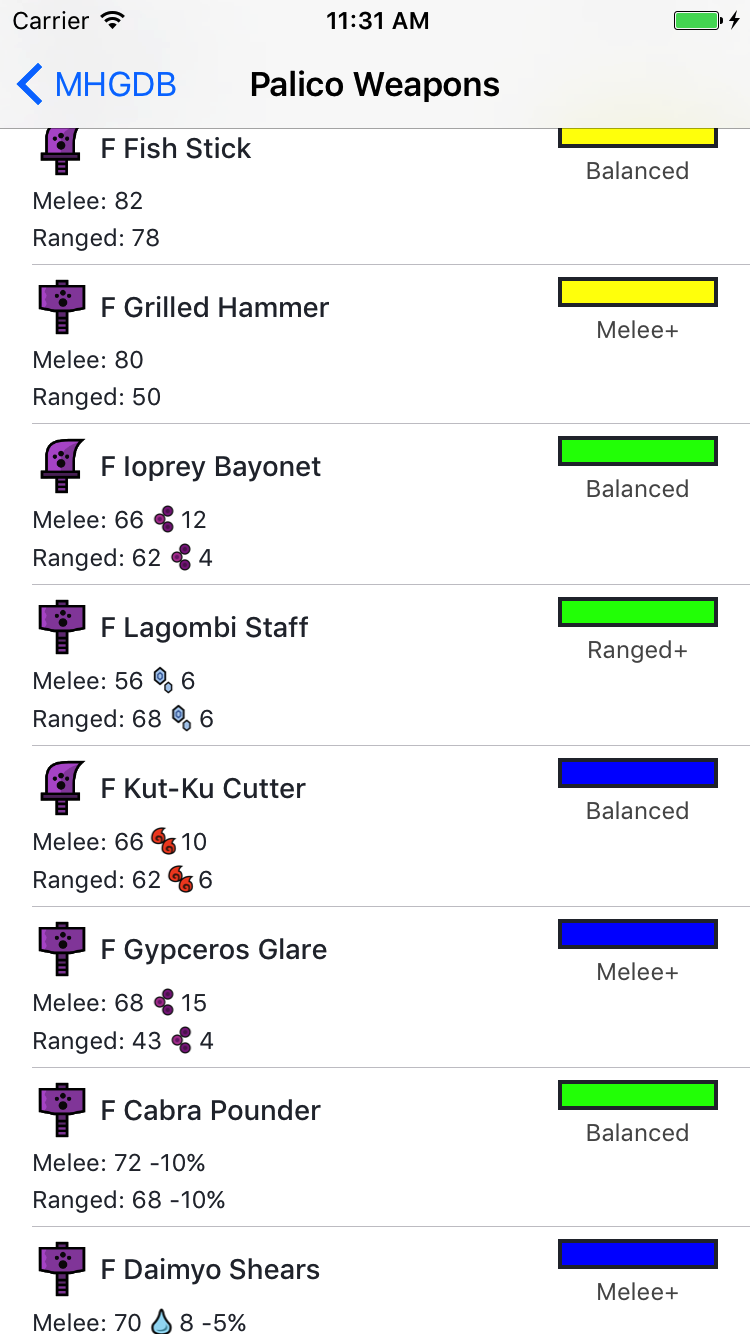 Carrier 11:31 AM
MHGDB Palico Weapons
F Fish Stick
Balanced
Melee: 82
Ranged: 78
F Grilled Hammer
Melee+
Melee: 80
Ranged: 50
F Ioprey Bayonet
Balanced
Melee: 66 12
Ranged: 62 4
F Lagombi Staff
Ranged+
Melee: 56 6
Ranged: 68 6
F Kut-Ku Cutter
Balanced
Melee: 66 10
Ranged: 62 6
F Gypceros Glare
Melee+
Melee: 68 15
Ranged: 43 4
F Cabra Pounder
Balanced
Melee: 72 -10%
Ranged: 68 -10%
F Daimyo Shears
Melee+
Melee: 70 8 -5%